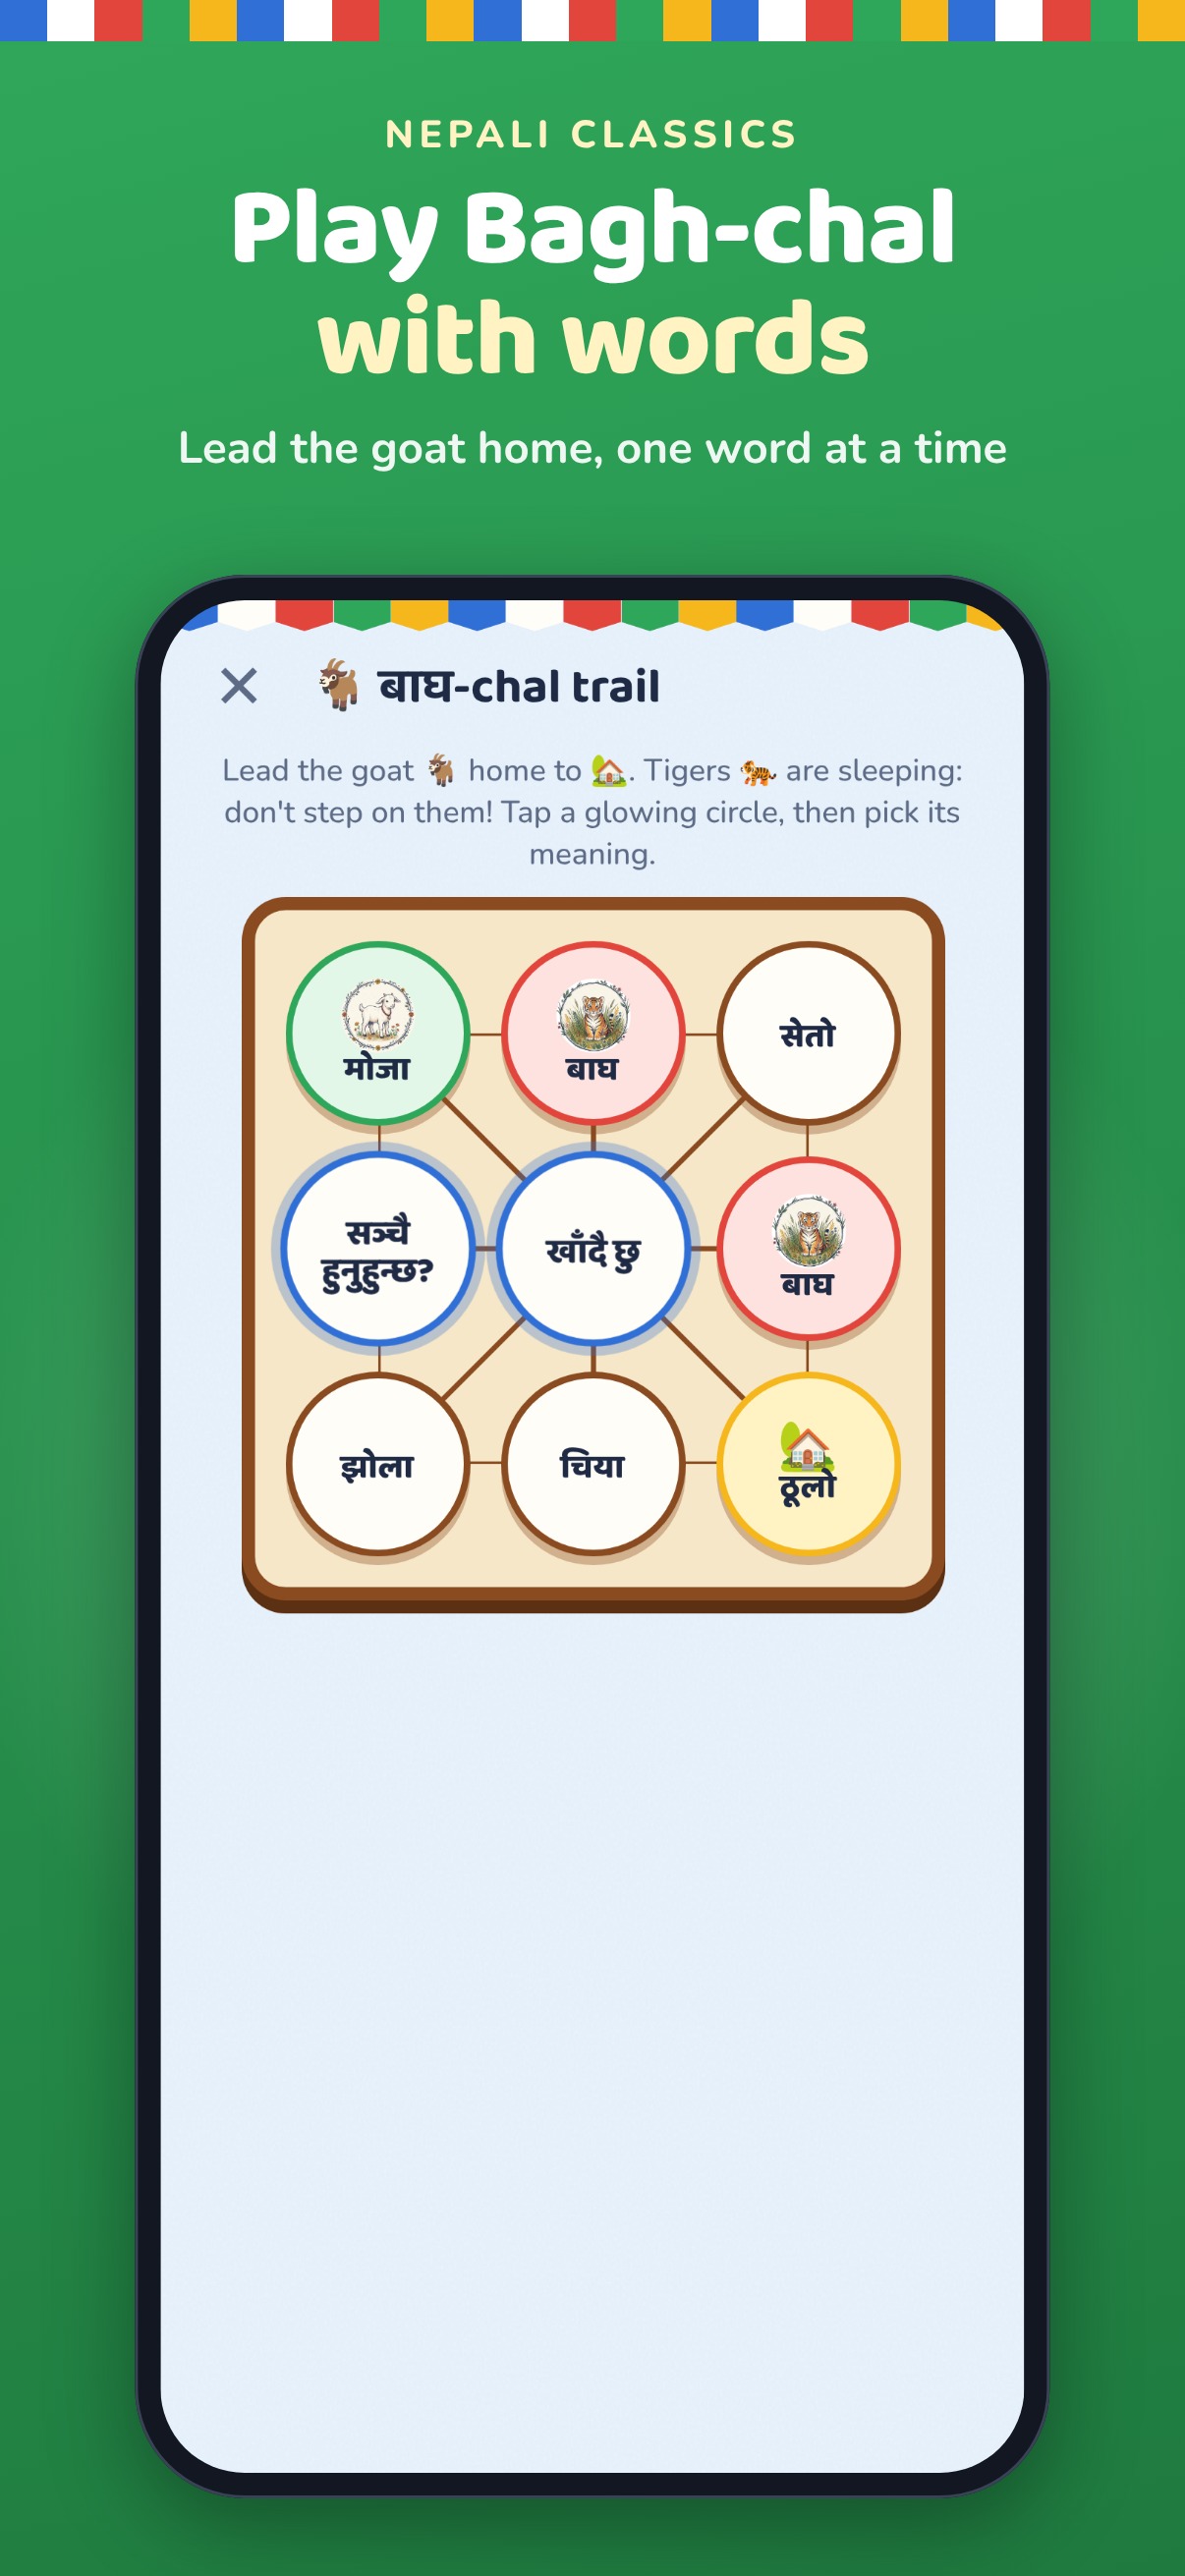 NEPALI CLASSICS
Play Bagh-chal
with words
Lead the goat home, one word at a time
🐐 बाघ-chal trail
Lead the goat 🐐 home to 🏡. Tigers 🐅 are sleeping:
don't step on them! Tap a glowing circle, then pick its
meaning.
मोजा
बाघ
सेतो
सञ्चै
हुनुहुन्छ?
खाँदै छु
बाघ
झोला
चिया
ठूलो